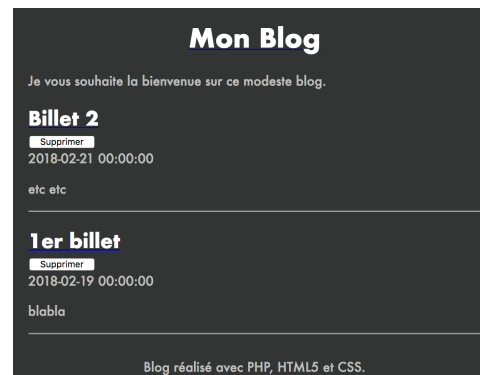 Mon Blog
Je vous souhaite la bienvenue sur ce modeste blog.
Billet 2
Supprimer
2018-02-21 00:00:00
etc etc
1er billet
Supprimer
2018-02-19 00:00:00
blabla
Blog réalisé avec PHP, HTML5 et CSS.